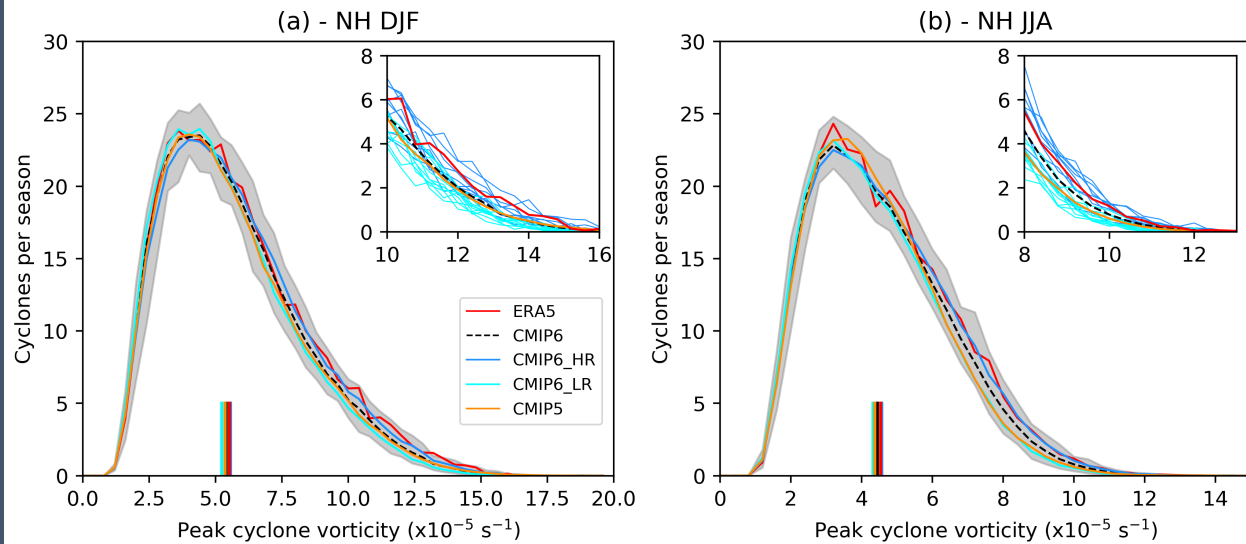 (a) - NH DJF
30
25
20
15
10
5
0
Cyclones per season
0.0 2.5 5.0 7.5 10.0 12.5 15.0 17.5 20.0
Peak cyclone vorticity (x10⁻⁵ s⁻¹)
8
6
4
2
0
10 12 14 16
ERA5
CMIP6
CMIP6_HR
CMIP6_LR
CMIP5
(b) - NH JJA
30
25
20
15
10
5
0
Cyclones per season
0 2 4 6 8 10 12 14
Peak cyclone vorticity (x10⁻⁵ s⁻¹)
8
6
4
2
0
8 10 12